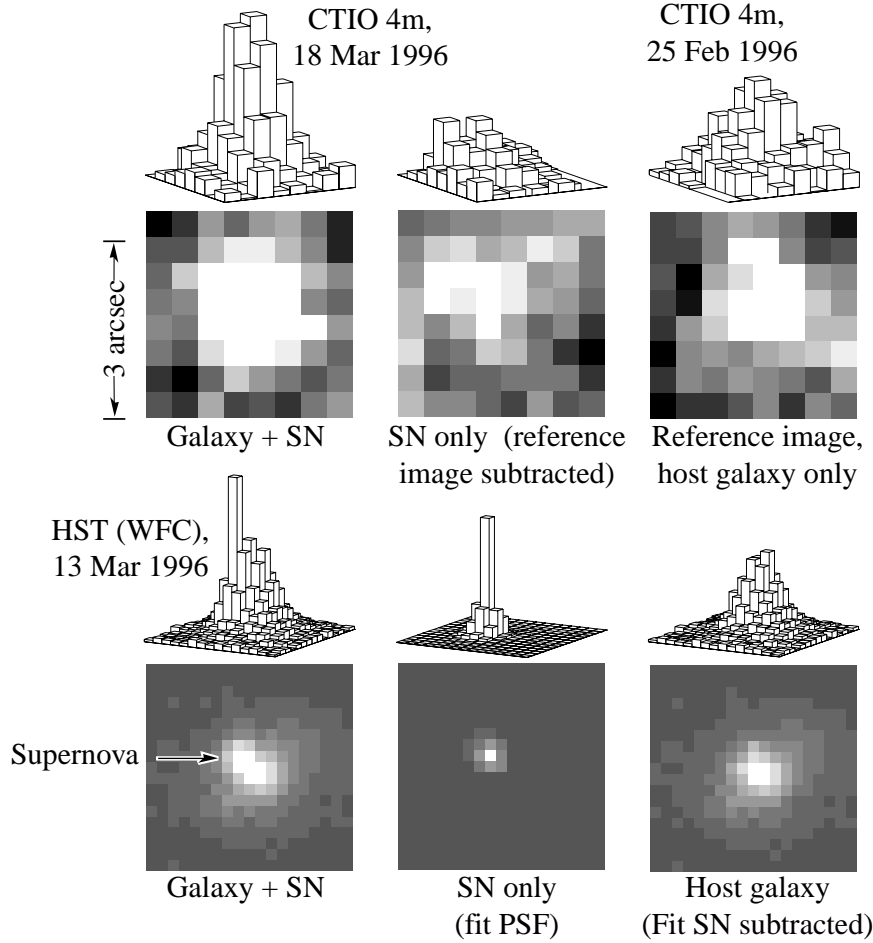 CTIO 4m,
18 Mar 1996
CTIO 4m,
25 Feb 1996
3 arcsec
Galaxy + SN
SN only (reference
image subtracted)
Reference image,
host galaxy only
HST (WFC),
13 Mar 1996
Supernova
Galaxy + SN
SN only
(fit PSF)
Host galaxy
(Fit SN subtracted)